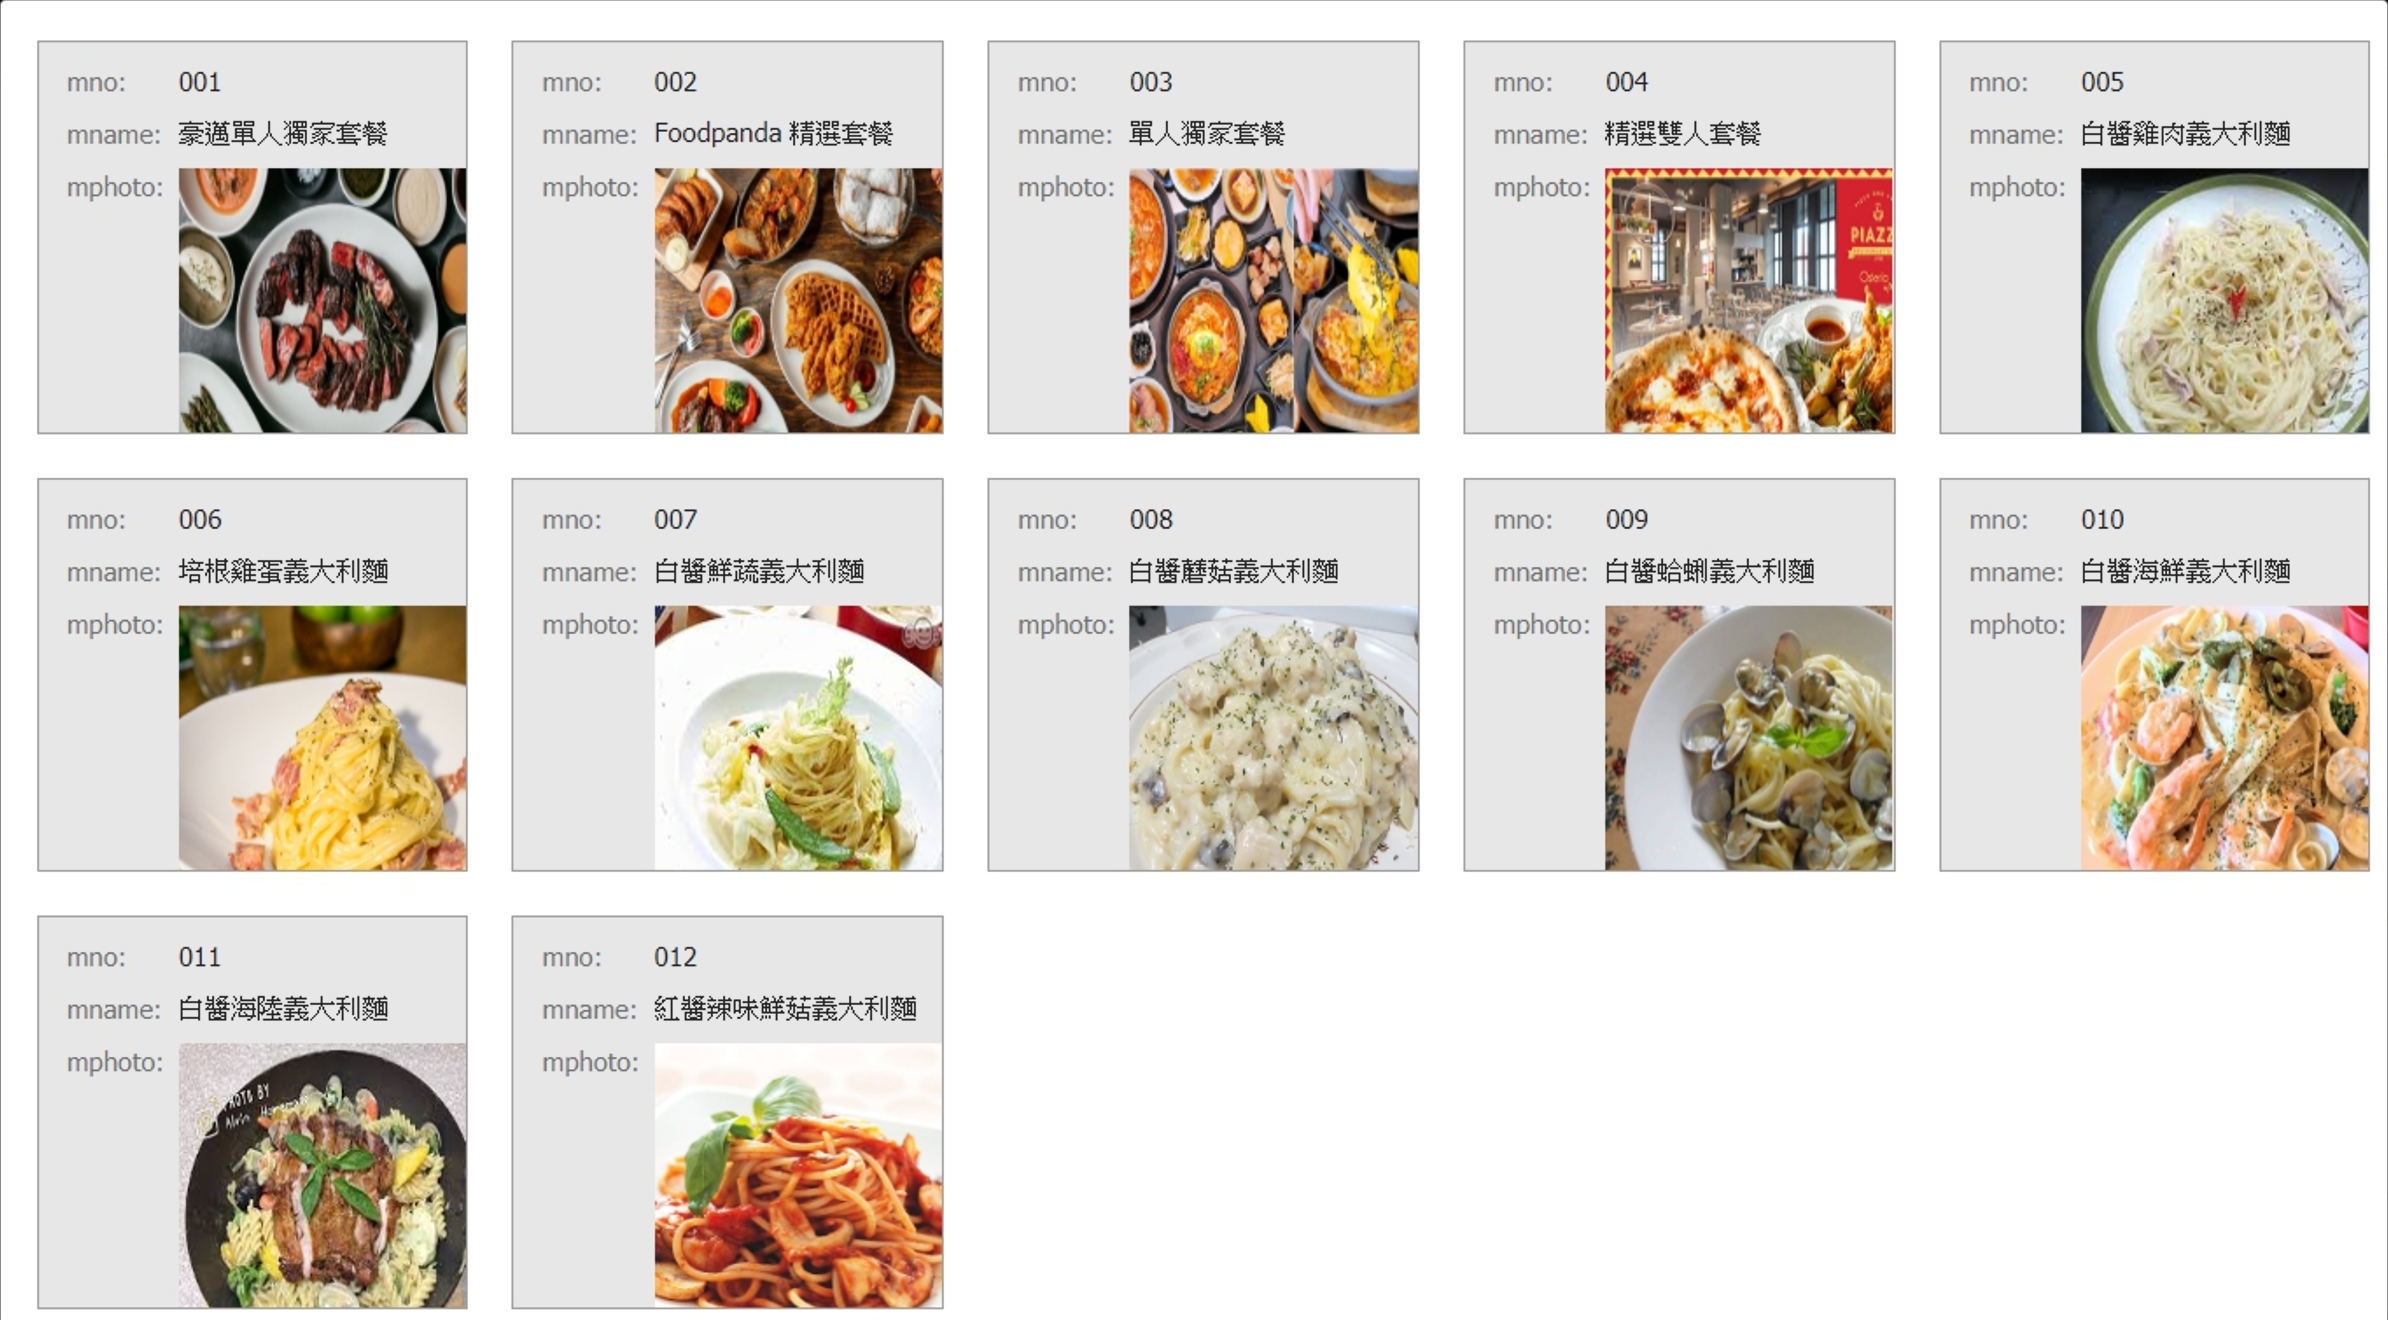 mno: 001
mname: 豪邁單人獨家套餐
mphoto:
mno: 002
mname: Foodpanda 精選套餐
mphoto:
mno: 003
mname: 單人獨家套餐
mphoto:
mno: 004
mname: 精選雙人套餐
mphoto:
PIAZZ
Opera
mno: 005
mname: 白醬雞肉義大利麵
mphoto:
mno: 006
mname: 培根雞蛋義大利麵
mphoto:
mno: 007
mname: 白醬鮮蔬義大利麵
mphoto:
mno: 008
mname: 白醬蘑菇義大利麵
mphoto:
mno: 009
mname: 白醬蛤蜊義大利麵
mphoto:
mno: 010
mname: 白醬海鮮義大利麵
mphoto:
mno: 011
mname: 白醬海陸義大利麵
mphoto:
PHOTO BY
mno: 012
mname: 紅醬辣味鮮菇義大利麵
mphoto: